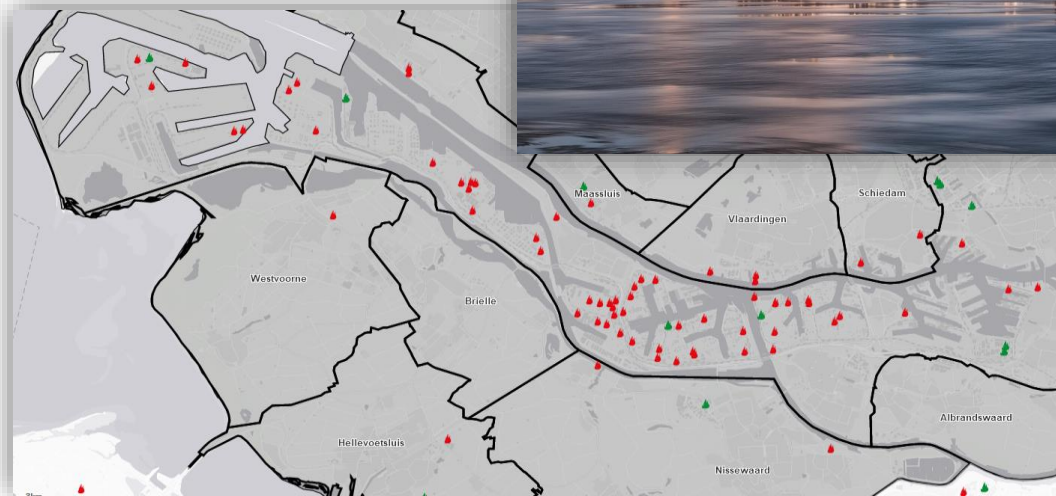 Maassluis
Schiedam
Vlaardingen
Westvoorne
Brielle
Albrandswaard
Hellevoetsluis
Nissewaard